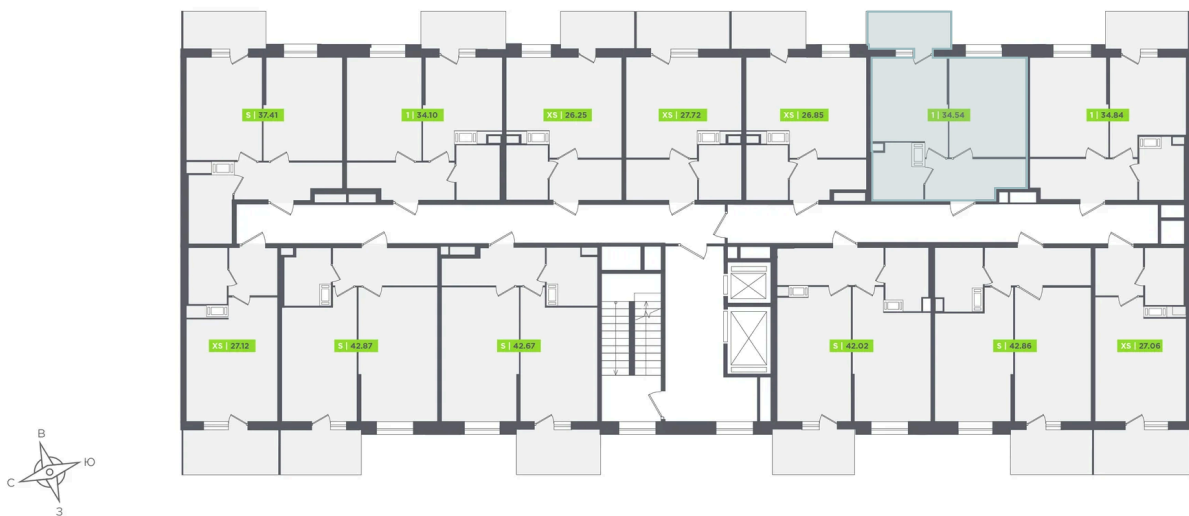 S | 37.41
1 | 34.10
XS | 26.25
XS | 27.72
XS | 26.85
1 | 34.54
1 | 34.84
XS | 27.12
S | 42.87
S | 42.67
S | 42.02
S | 42.86
XS | 27.06
В
Ю
С
З